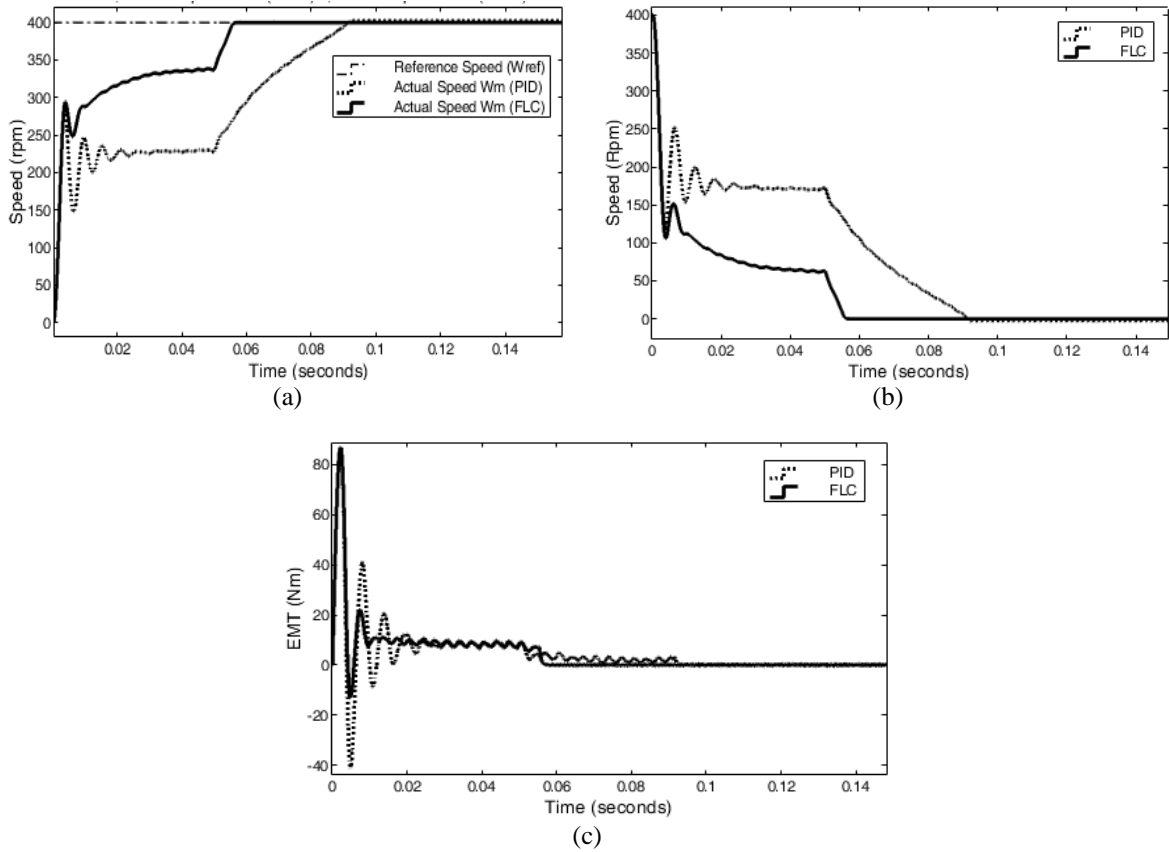 400
350
300
250
200
150
100
50
0
Speed (rpm)
Reference Speed (Wref)
Actual Speed Wm (PID)
Actual Speed Wm (FLC)
0.02 0.04 0.06 0.08 0.1 0.12 0.14
Time (seconds)
(a)
400
350
300
250
200
150
100
50
0
Speed (Rpm)
PID
FLC
0 0.02 0.04 0.06 0.08 0.1 0.12 0.14
Time (seconds)
(b)
80
60
40
20
0
-20
-40
EMT (Nm)
PID
FLC
0 0.02 0.04 0.06 0.08 0.1 0.12 0.14
Time (seconds)
(c)